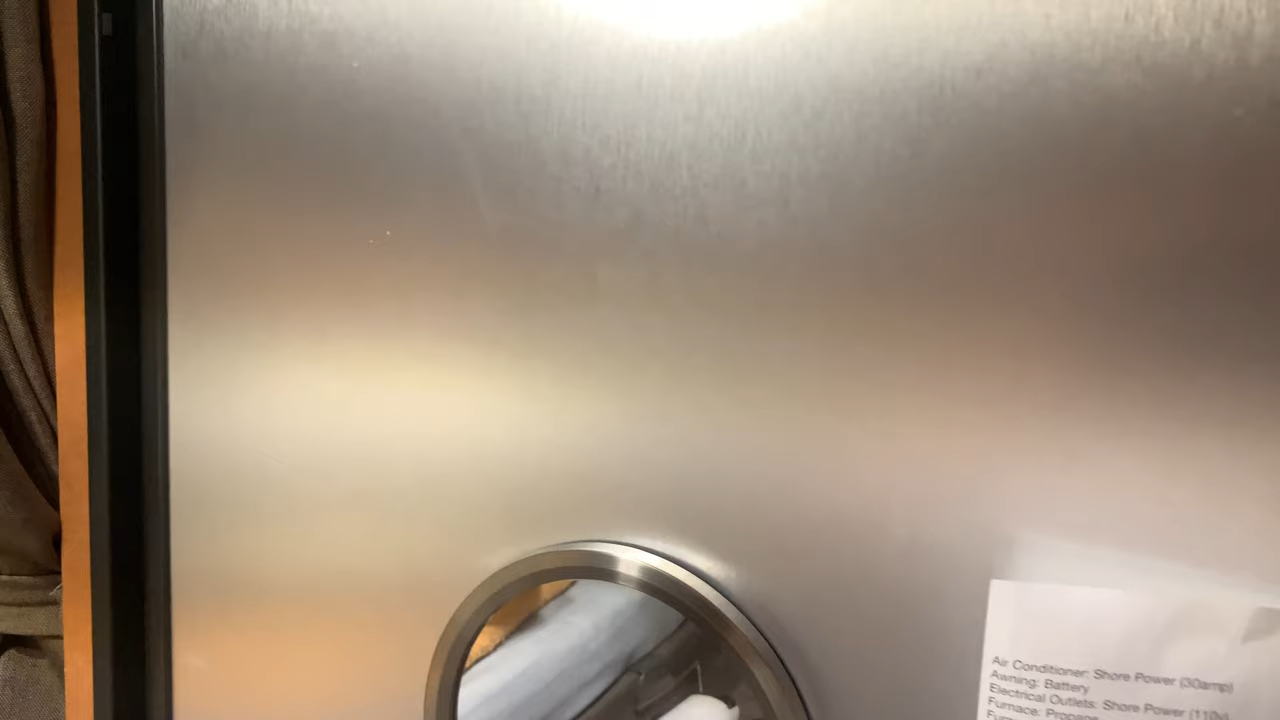 Air Conditioner: Shore Power (30amp)
Awning: Battery
Electrical Outlets: Shore Power
Furnace: Propane